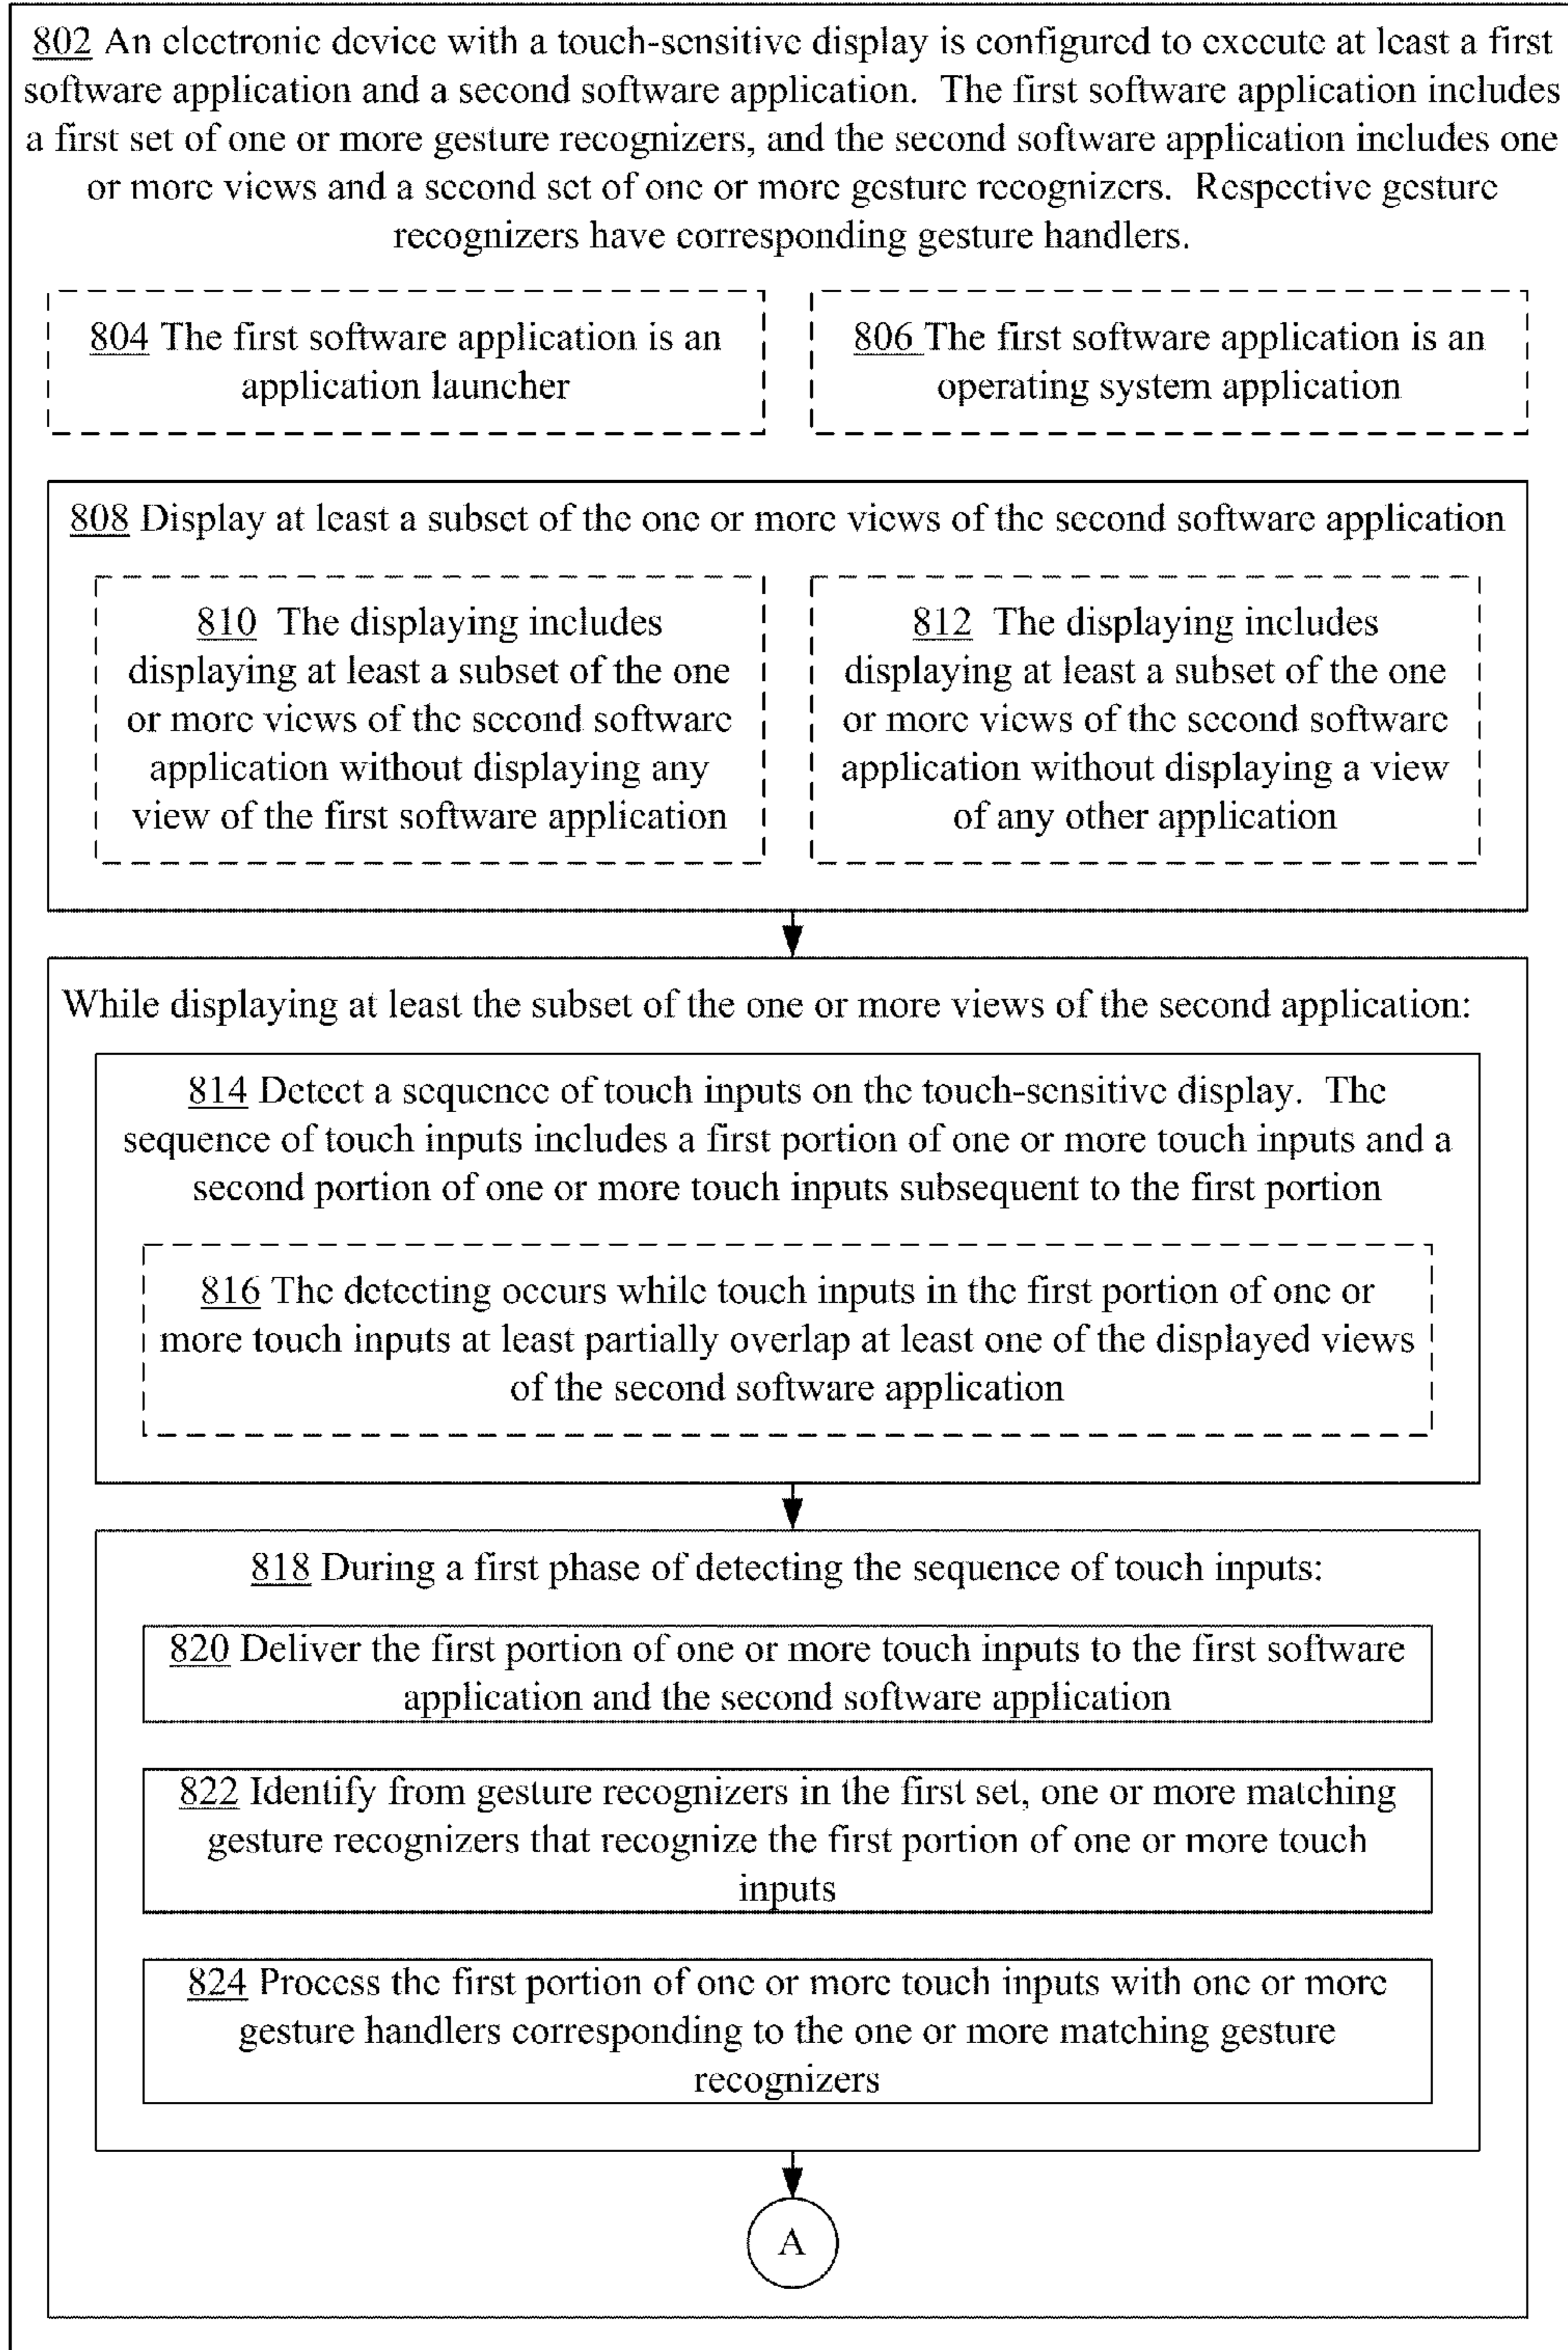 802 An electronic device with a touch-sensitive display is configured to execute at least a first
software application and a second software application. The first software application includes
a first set of one or more gesture recognizers, and the second software application includes one
or more views and a second set of one or more gesture recognizers. Respective gesture
recognizers have corresponding gesture handlers.
804 The first software application is an
application launcher
806 The first software application is an
operating system application
808 Display at least a subset of the one or more views of the second software application
810 The displaying includes
displaying at least a subset of the one
or more views of the second software
application without displaying any
view of the first software application
812 The displaying includes
displaying at least a subset of the one
or more views of the second software
application without displaying a view
of any other application
While displaying at least the subset of the one or more views of the second application:
814 Detect a sequence of touch inputs on the touch-sensitive display. The
sequence of touch inputs includes a first portion of one or more touch inputs and a
second portion of one or more touch inputs subsequent to the first portion
816 The detecting occurs while touch inputs in the first portion of one or
more touch inputs at least partially overlap at least one of the displayed views
of the second software application
818 During a first phase of detecting the sequence of touch inputs:
820 Deliver the first portion of one or more touch inputs to the first software
application and the second software application
822 Identify from gesture recognizers in the first set, one or more matching
gesture recognizers that recognize the first portion of one or more touch
inputs
824 Process the first portion of one or more touch inputs with one or more
gesture handlers corresponding to the one or more matching gesture
recognizers
A